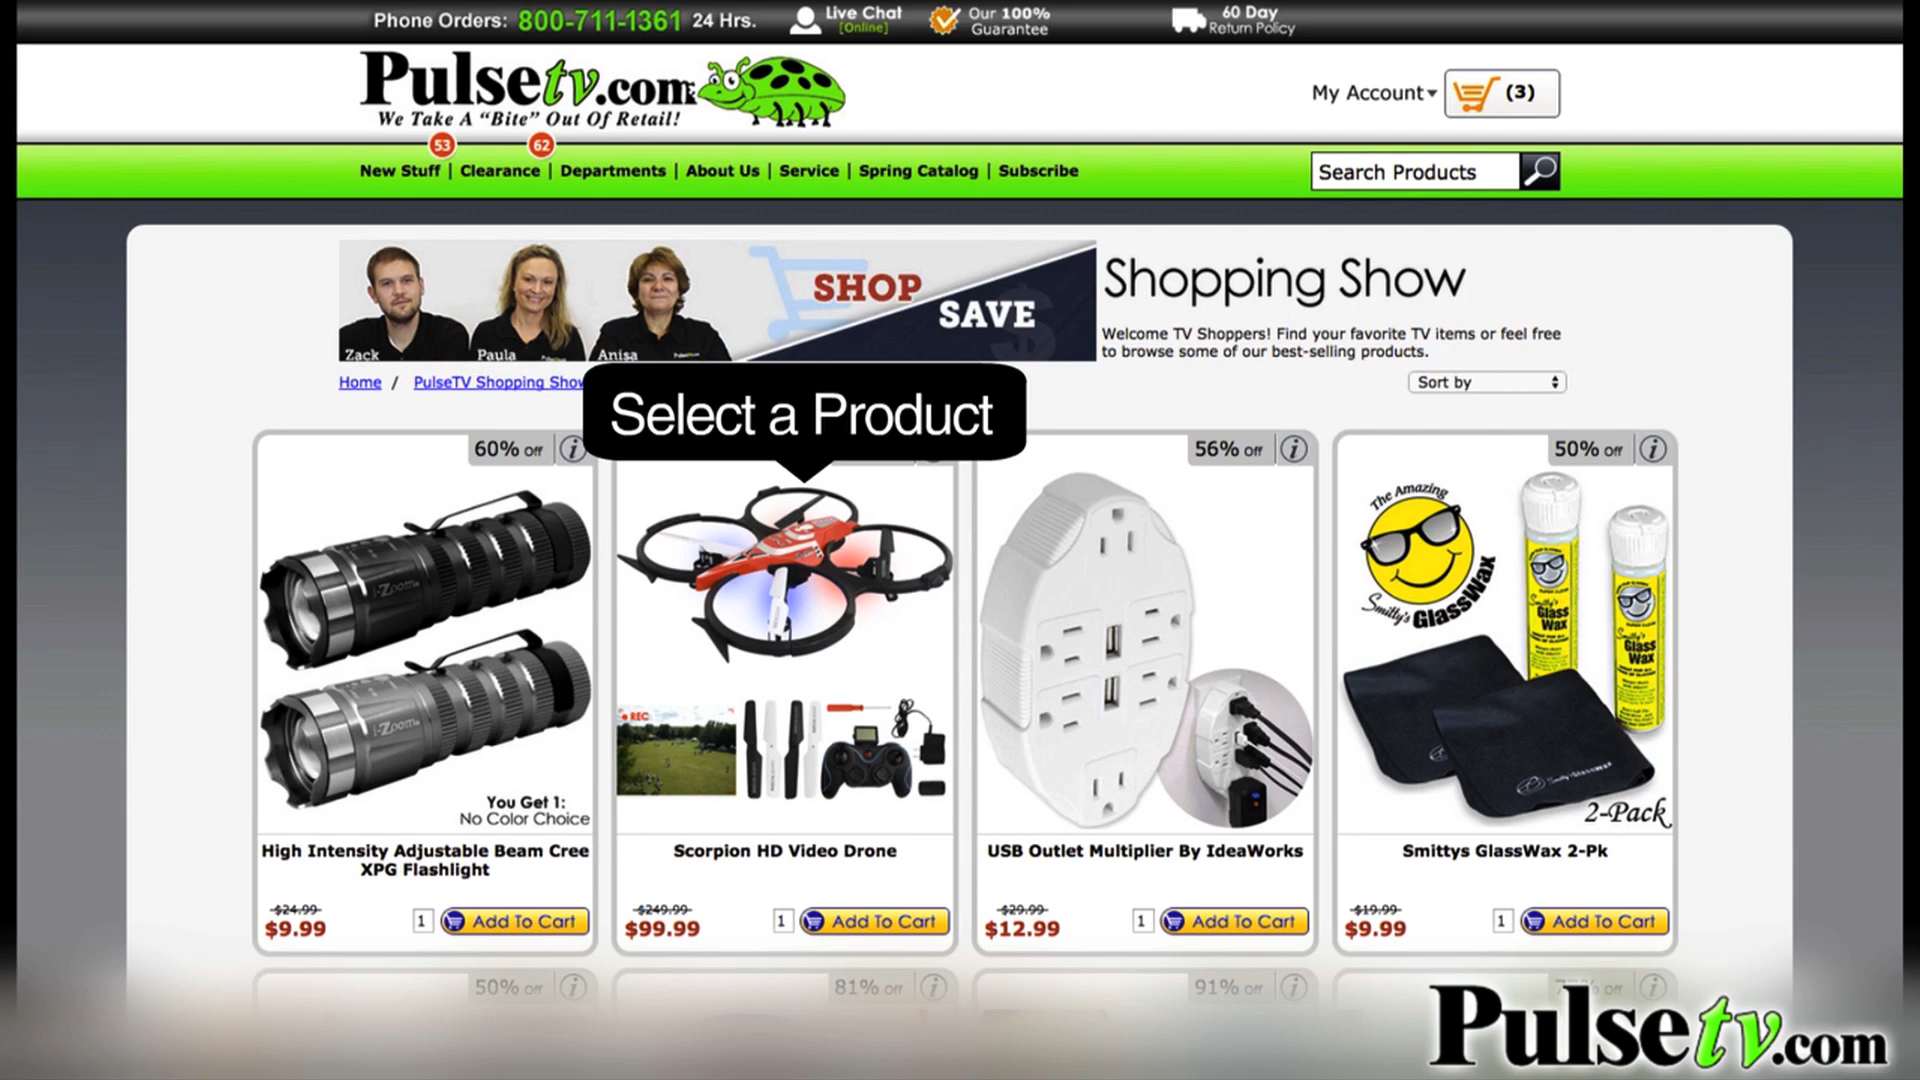 Phone Orders: 800-711-1361 24 Hrs.
Live Chat
[Online]
Our 100%
Guarantee
60 Day
Return Policy
Pulsetv.com
We Take A “Bite” Out Of Retail!
My Account
(3)
53
62
New Stuff | Clearance | Departments | About Us | Service | Spring Catalog | Subscribe
Search Products
Zack
Paula
Anisa
SHOP
SAVE
$
Shopping Show
Welcome TV Shoppers! Find your favorite TV items or feel free
to browse some of our best-selling products.
Home / PulseTV Shopping Show
Sort by
Select a Product
60% Off i
56% Off i
50% Off i
i-Zoom
i-Zoom
You Get 1:
No Color Choice
REC
The Amazing
Smitty's GlassWax
Smitty's
Glass
Wax
Smitty's
Glass
Wax
2-Pack
High Intensity Adjustable Beam Cree
XPG Flashlight
Scorpion HD Video Drone
USB Outlet Multiplier By IdeaWorks
Smittys GlassWax 2-Pk
$24.99
$9.99
1
Add To Cart
$249.99
$99.99
1
Add To Cart
$29.99
$12.99
1
Add To Cart
$19.99
$9.99
1
Add To Cart
50% Off i
81% Off i
91% Off i
off i
Pulsetv.com